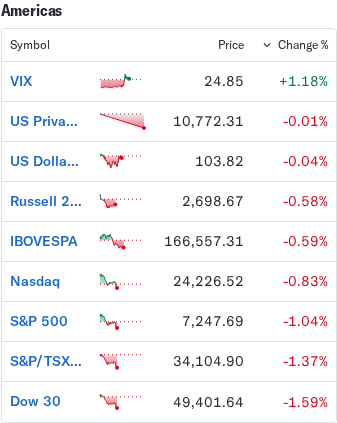 Americas
Symbol Price Change %
VIX 24.85 +1.18%
US Priva... 10,772.31 -0.01%
US Dolla... 103.82 -0.04%
Russell 2... 2,698.67 -0.58%
IBOVESPA 166,557.31 -0.59%
Nasdaq 24,226.52 -0.83%
S&P 500 7,247.69 -1.04%
S&P/TSX... 34,104.90 -1.37%
Dow 30 49,401.64 -1.59%